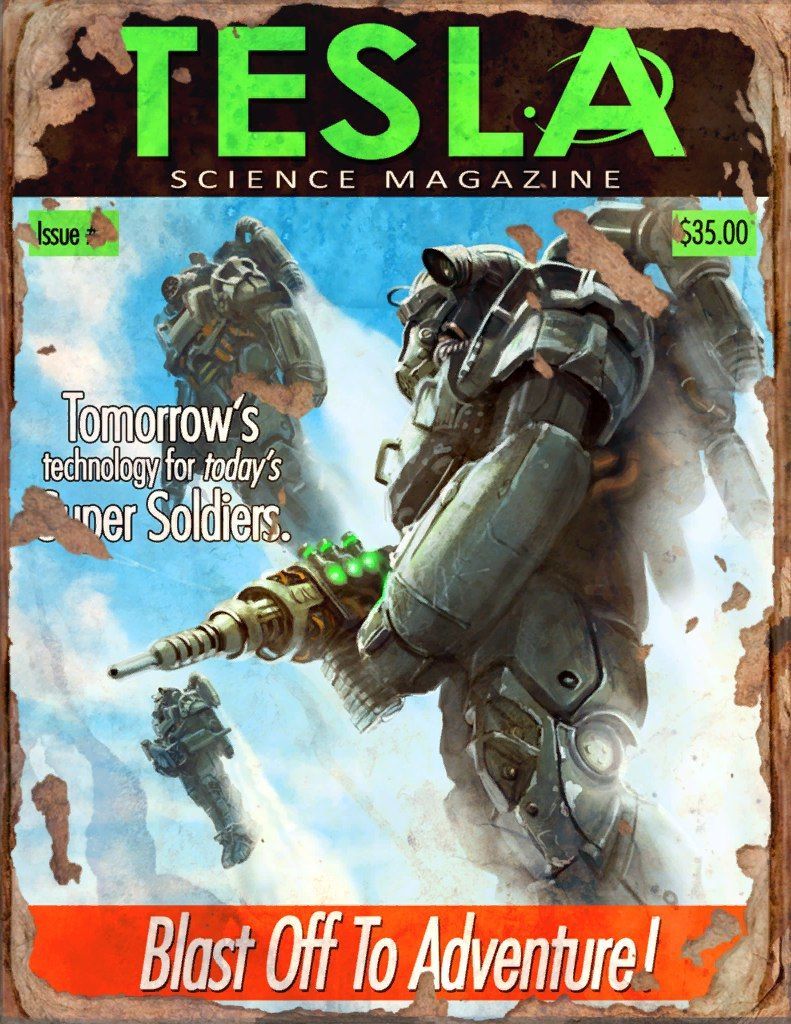 TESLA
SCIENCE MAGAZINE
Issue #
$35.00
Tomorrow's
technology for today's
Super Soldiers.
Blast Off To Adventure!